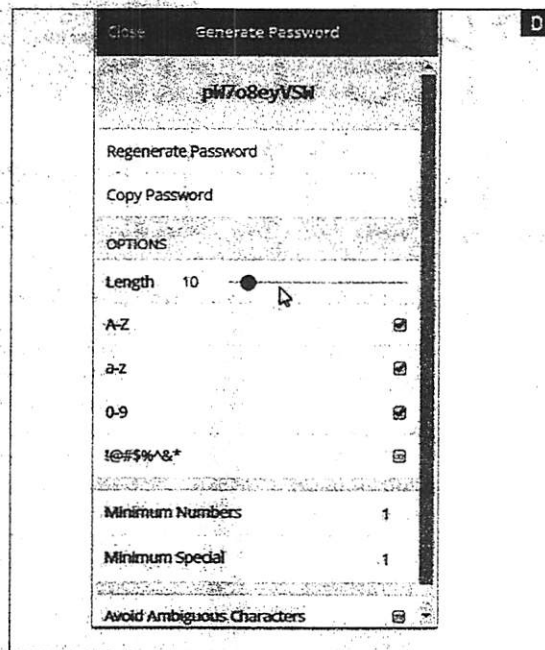 D
Close Generate Password
pW7o8eyVSW
Regenerate Password
Copy Password
OPTIONS
Length 10
A-Z
a-z
0-9
!@#$%^&*
Minimum Numbers 1
Minimum Special 1
Avoid Ambiguous Characters